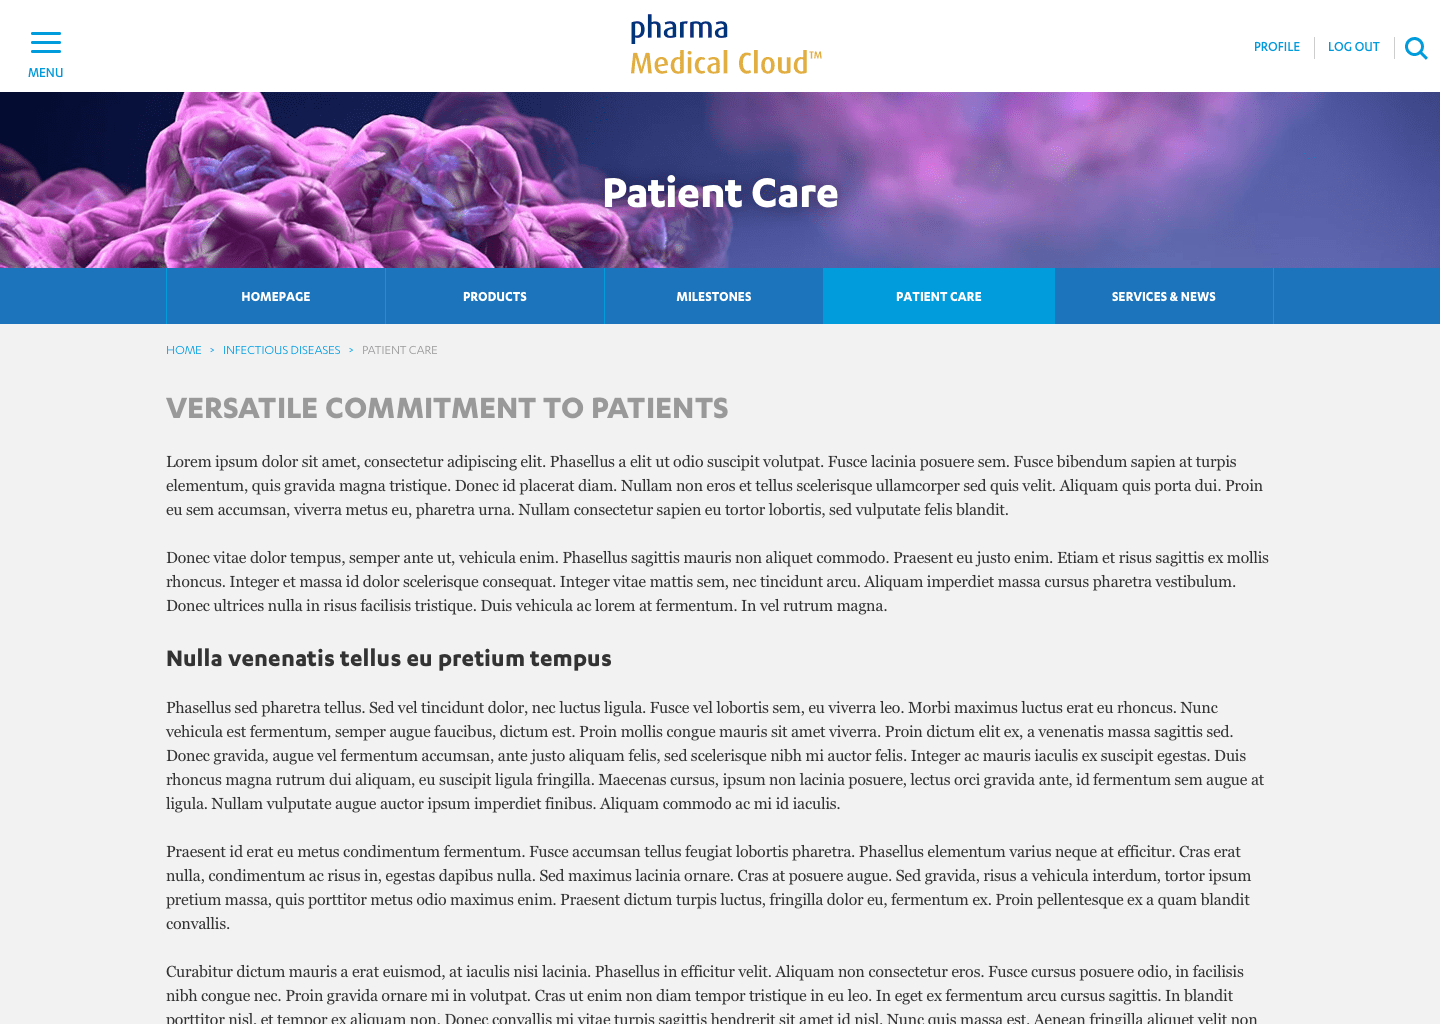 MENU
pharma
Medical Cloud™
PROFILE
LOG OUT
Patient Care
HOMEPAGE
PRODUCTS
MILESTONES
PATIENT CARE
SERVICES & NEWS
HOME > INFECTIOUS DISEASES > PATIENT CARE
VERSATILE COMMITMENT TO PATIENTS
Lorem ipsum dolor sit amet, consectetur adipiscing elit. Phasellus a elit ut odio suscipit volutpat. Fusce lacinia posuere sem. Fusce bibendum sapien at turpis
elementum, quis gravida magna tristique. Donec id placerat diam. Nullam non eros et tellus scelerisque ullamcorper sed quis velit. Aliquam quis porta dui. Proin
eu sem accumsan, viverra metus eu, pharetra urna. Nullam consectetur sapien eu tortor lobortis, sed vulputate felis blandit.
Donec vitae dolor tempus, semper ante ut, vehicula enim. Phasellus sagittis mauris non aliquet commodo. Praesent eu justo enim. Etiam et risus sagittis ex mollis
rhoncus. Integer et massa id dolor scelerisque consequat. Integer vitae mattis sem, nec tincidunt arcu. Aliquam imperdiet massa cursus pharetra vestibulum.
Donec ultrices nulla in risus facilisis tristique. Duis vehicula ac lorem at fermentum. In vel rutrum magna.
Nulla venenatis tellus eu pretium tempus
Phasellus sed pharetra tellus. Sed vel tincidunt dolor, nec luctus ligula. Fusce vel lobortis sem, eu viverra leo. Morbi maximus luctus erat eu rhoncus. Nunc
vehicula est fermentum, semper augue faucibus, dictum est. Proin mollis congue mauris sit amet viverra. Proin dictum elit ex, a venenatis massa sagittis sed.
Donec gravida, augue vel fermentum accumsan, ante justo aliquam felis, sed scelerisque nibh mi auctor felis. Integer ac mauris iaculis ex suscipit egestas. Duis
rhoncus magna rutrum dui aliquam, eu suscipit ligula fringilla. Maecenas cursus, ipsum non lacinia posuere, lectus orci gravida ante, id fermentum sem augue at
ligula. Nullam vulputate augue auctor ipsum imperdiet finibus. Aliquam commodo ac mi id iaculis.
Praesent id erat eu metus condimentum fermentum. Fusce accumsan tellus feugiat lobortis pharetra. Phasellus elementum varius neque at efficitur. Cras erat
nulla, condimentum ac risus in, egestas dapibus nulla. Sed maximus lacinia ornare. Cras at posuere augue. Sed gravida, risus a vehicula interdum, tortor ipsum
pretium massa, quis porttitor metus odio maximus enim. Praesent dictum turpis luctus, fringilla dolor eu, fermentum ex. Proin pellentesque ex a quam blandit
convallis.
Curabitur dictum mauris a erat euismod, at iaculis nisi lacinia. Phasellus in efficitur velit. Aliquam non consectetur eros. Fusce cursus posuere odio, in facilisis
nibh congue nec. Proin gravida ornare mi in volutpat. Cras ut enim non diam tempor tristique in eu leo. In eget ex fermentum arcu cursus sagittis. In blandit
porttitor nisl, et tempor ex aliquam non. Donec convallis mi vitae turpis sagittis hendrerit sit amet id nisl. Nunc quis massa est. Aenean fringilla aliquet velit non